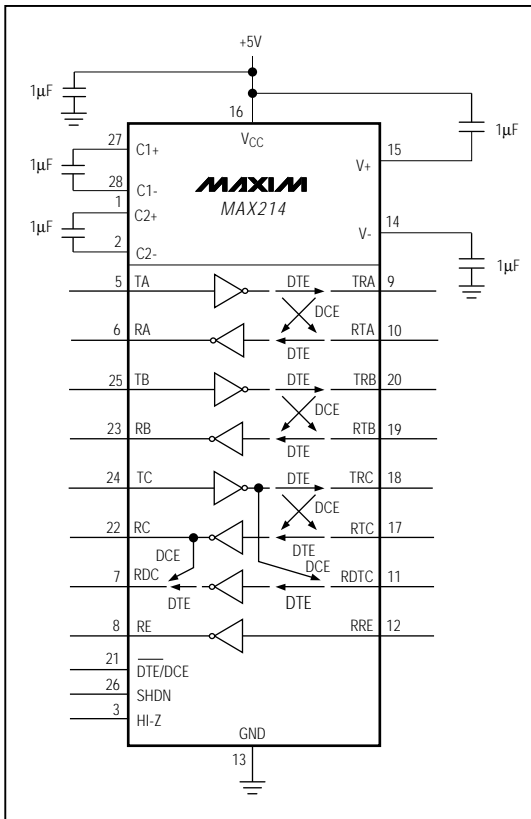 +5V
1µF
16
VCC
1µF
27
C1+
15
V+
1µF
28
C1-
MAXIM
MAX214
1
C2+
1µF
14
V-
2
C2-
1µF
5 TA DTE TRA 9
DCE
6 RA DTE RTA 10
25 TB DTE TRB 20
DCE
23 RB DTE RTB 19
24 TC DTE TRC 18
DCE
22 RC DTE RTC 17
DCE DCE
7 RDC DTE DTE RDTC 11
8 RE RRE 12
21 D̅T̅E̅/DCE
26 SHDN
3 HI-Z
GND
13